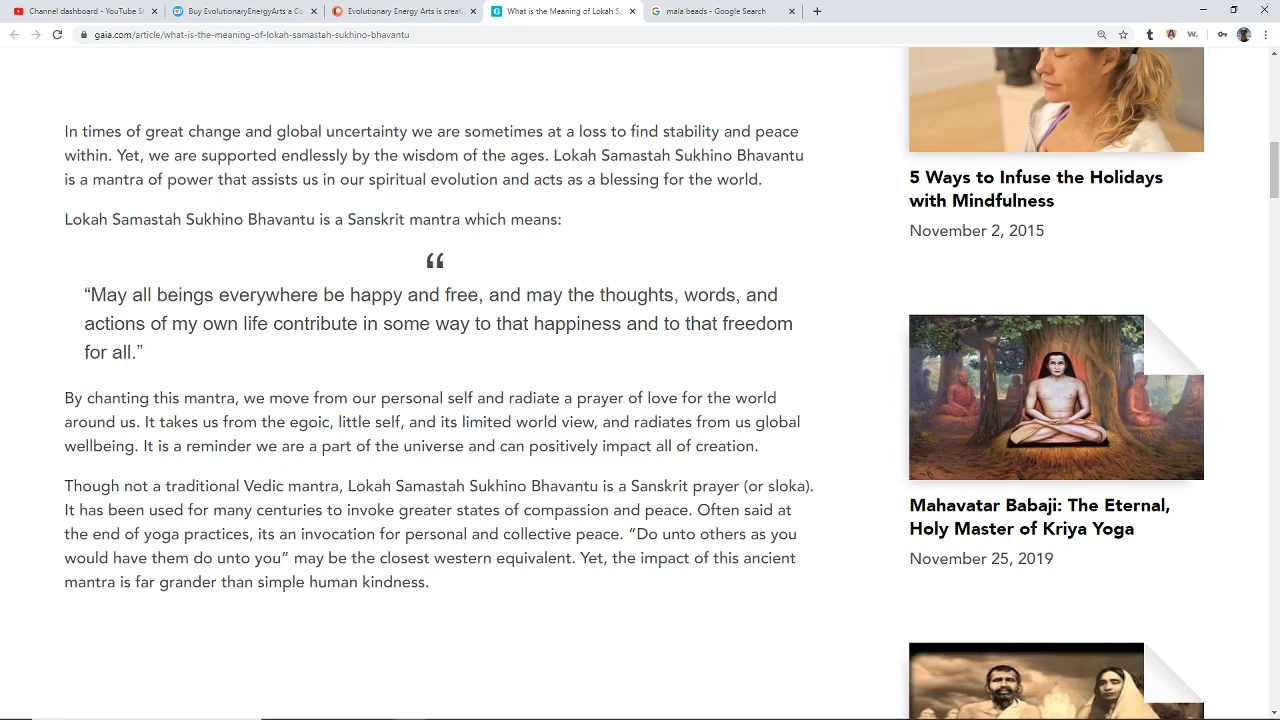 Channel dashboard - YouTube St
Buy EvolutionaryEnergyArts a Co
Evolutionary Energy Arts is creat
What is the Meaning of Lokah Sa
mala beads - Google Search
gaia.com/article/what-is-the-meaning-of-lokah-samastah-sukhino-bhavantu
In times of great change and global uncertainty we are sometimes at a loss to find stability and peace
within. Yet, we are supported endlessly by the wisdom of the ages. Lokah Samastah Sukhino Bhavantu
is a mantra of power that assists us in our spiritual evolution and acts as a blessing for the world.
Lokah Samastah Sukhino Bhavantu is a Sanskrit mantra which means:
“
“May all beings everywhere be happy and free, and may the thoughts, words, and
actions of my own life contribute in some way to that happiness and to that freedom
for all.”
By chanting this mantra, we move from our personal self and radiate a prayer of love for the world
around us. It takes us from the egoic, little self, and its limited world view, and radiates from us global
wellbeing. It is a reminder we are a part of the universe and can positively impact all of creation.
Though not a traditional Vedic mantra, Lokah Samastah Sukhino Bhavantu is a Sanskrit prayer (or sloka).
It has been used for many centuries to invoke greater states of compassion and peace. Often said at
the end of yoga practices, its an invocation for personal and collective peace. “Do unto others as you
would have them do unto you” may be the closest western equivalent. Yet, the impact of this ancient
mantra is far grander than simple human kindness.
5 Ways to Infuse the Holidays
with Mindfulness
November 2, 2015
Mahavatar Babaji: The Eternal,
Holy Master of Kriya Yoga
November 25, 2019